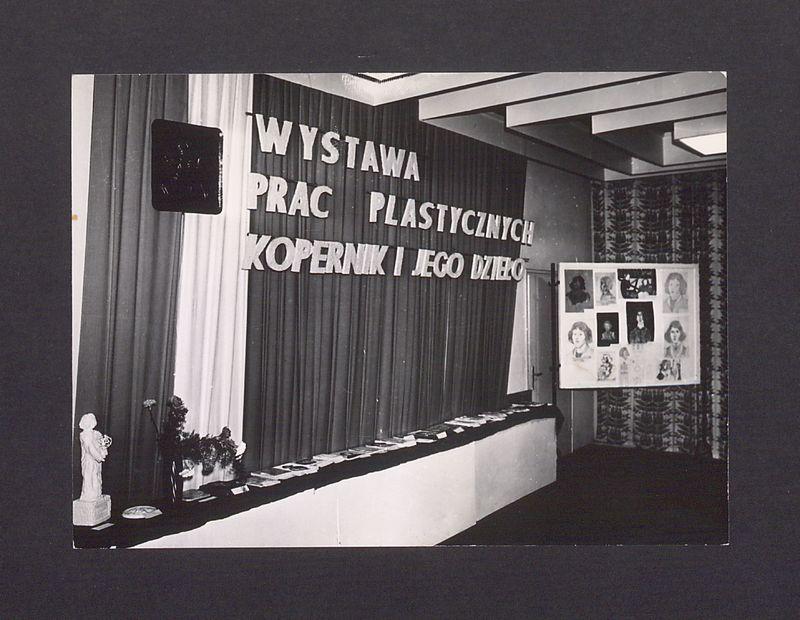 WYSTAWA
PRAC PLASTYCZNYCH
KOPERNIK I JEGO DZIEŁO